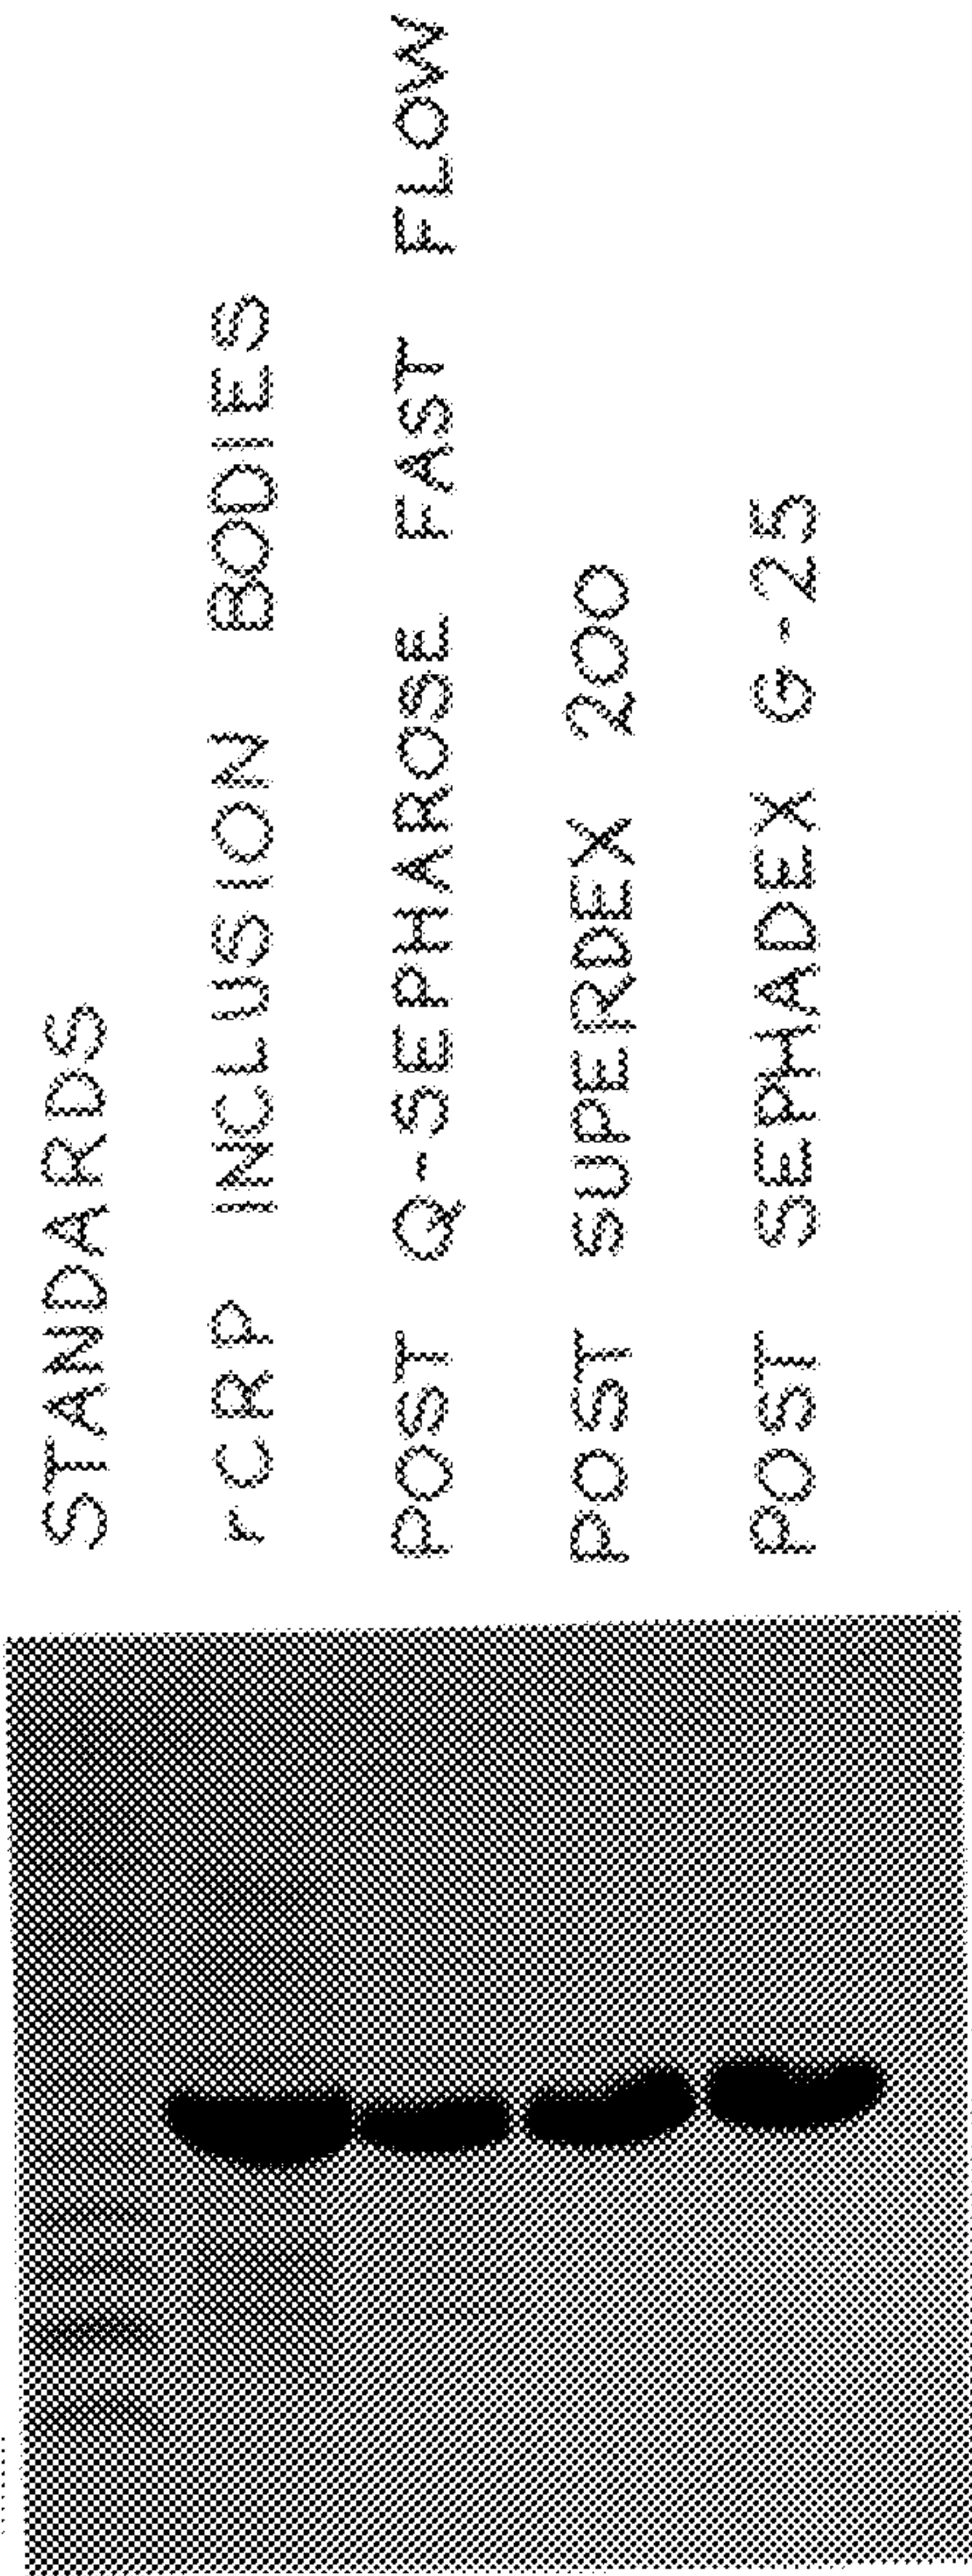 STANDARDS
rCRP INCLUSION BODIES
POST Q-SEPHAROSE FAST FLOW
POST SUPERDEX 200
POST SEPHADEX G-25